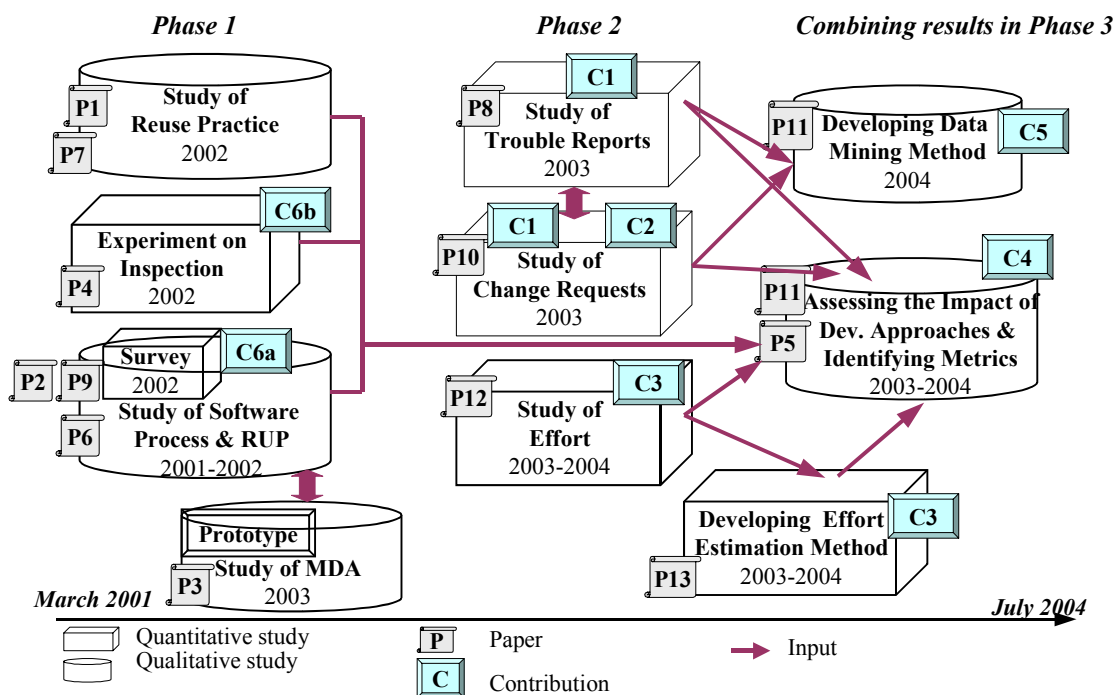 Phase 1
Phase 2
Combining results in Phase 3
P1
P7
Study of
Reuse Practice
2002
C6b
Experiment on
Inspection
2002
P4
Survey
2002
C6a
P2
P9
P6
Study of Software
Process & RUP
2001-2002
Prototype
Study of MDA
2003
P3
C1
P8
Study of
Trouble Reports
2003
C1
C2
P10
Study of
Change Requests
2003
P12
C3
Study of
Effort
2003-2004
P11
Developing Data
Mining Method
2004
C5
C4
P11
P5
Assessing the Impact of
Dev. Approaches &
Identifying Metrics
2003-2004
Developing Effort
Estimation Method
2003-2004
C3
P13
March 2001
July 2004
Quantitative study
Qualitative study
P
Paper
C
Contribution
Input